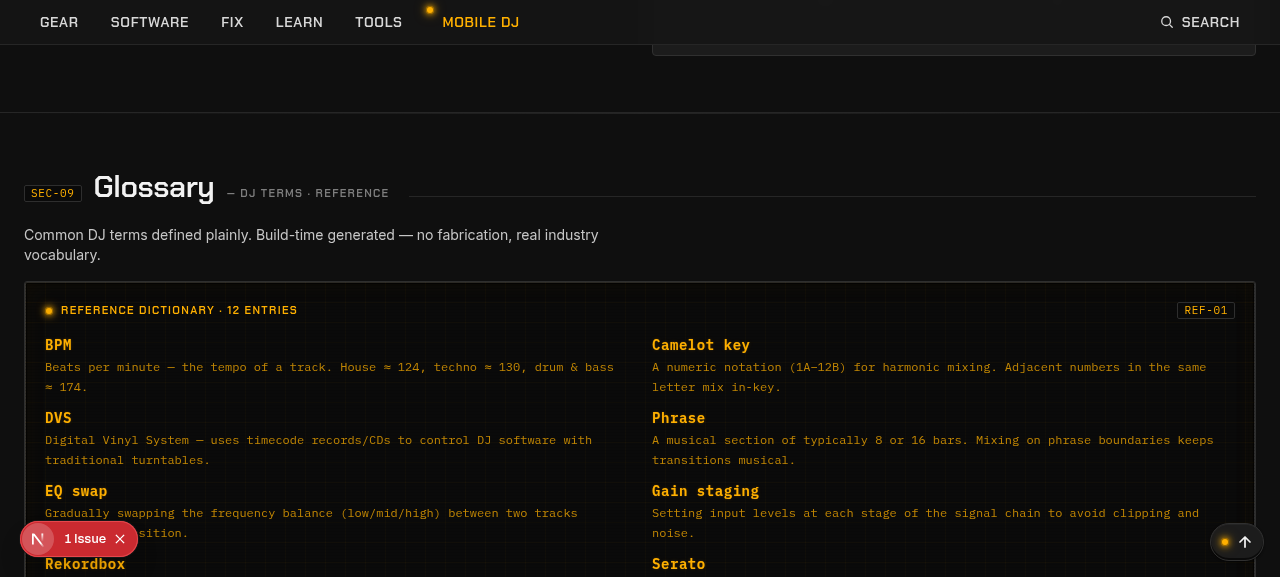 GEAR SOFTWARE FIX LEARN TOOLS MOBILE DJ SEARCH
SEC-09 Glossary — DJ TERMS · REFERENCE
Common DJ terms defined plainly. Build-time generated — no fabrication, real industry
vocabulary.
REFERENCE DICTIONARY · 12 ENTRIES REF-01
BPM
Beats per minute — the tempo of a track. House ≈ 124, techno ≈ 130, drum & bass
≈ 174.
Camelot key
A numeric notation (1A–12B) for harmonic mixing. Adjacent numbers in the same
letter mix in-key.
DVS
Digital Vinyl System — uses timecode records/CDs to control DJ software with
traditional turntables.
Phrase
A musical section of typically 8 or 16 bars. Mixing on phrase boundaries keeps
transitions musical.
EQ swap
Gradually swapping the frequency balance (low/mid/high) between two tracks
sition.
Gain staging
Setting input levels at each stage of the signal chain to avoid clipping and
noise.
1 Issue
Rekordbox
Serato